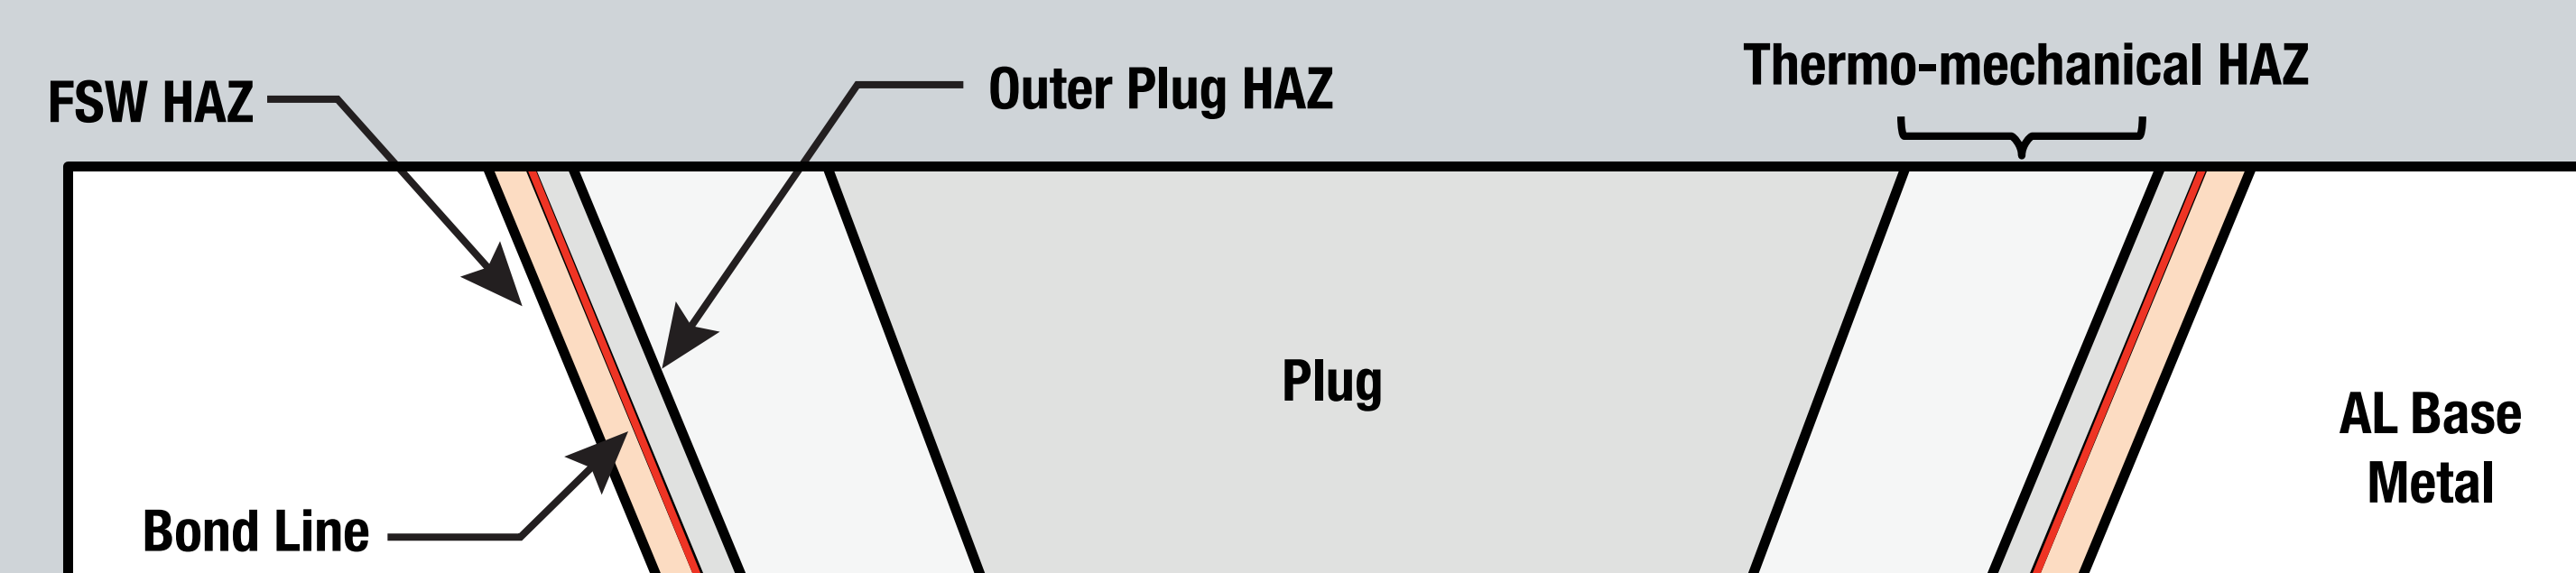 Thermo-mechanical HAZ
FSW HAZ
Outer Plug HAZ
Plug
AL Base
Metal
Bond Line